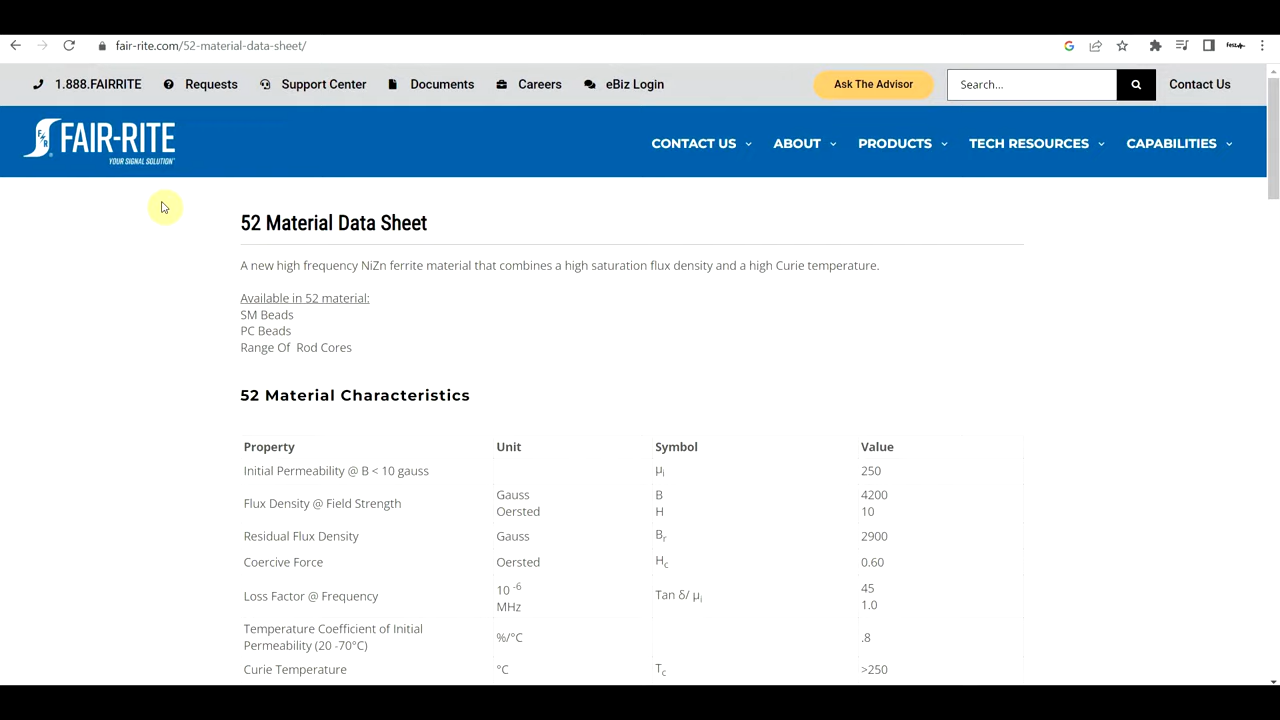 fair-rite.com/52-material-data-sheet/
1.888.FAIRRITE Requests Support Center Documents Careers eBiz Login Ask The Advisor Search... Contact Us
FAIR-RITE
YOUR SIGNAL SOLUTION
CONTACT US ABOUT PRODUCTS TECH RESOURCES CAPABILITIES
52 Material Data Sheet
A new high frequency NiZn ferrite material that combines a high saturation flux density and a high Curie temperature.
Available in 52 material:
SM Beads
PC Beads
Range Of Rod Cores
52 Material Characteristics
Property Unit Symbol Value
Initial Permeability @ B < 10 gauss μi 250
Flux Density @ Field Strength Gauss B 4200
Oersted H 10
Residual Flux Density Gauss Br 2900
Coercive Force Oersted Hc 0.60
Loss Factor @ Frequency 10 -6 Tan δ/ μi 45
MHz 1.0
Temperature Coefficient of Initial
Permeability (20 -70°C) %/°C .8
Curie Temperature °C Tc >250